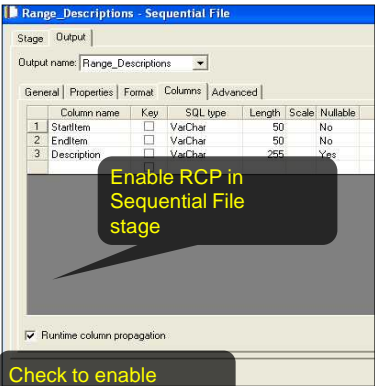 Range_Descriptions - Sequential File
Stage Output
Output name: Range_Descriptions
General Properties Format Columns Advanced
Column name Key SQL type Length Scale Nullable
1 StartItem VarChar 50 No
2 EndItem VarChar 50 No
3 Description VarChar 255 Yes
Enable RCP in
Sequential File
stage
Runtime column propagation
Check to enable